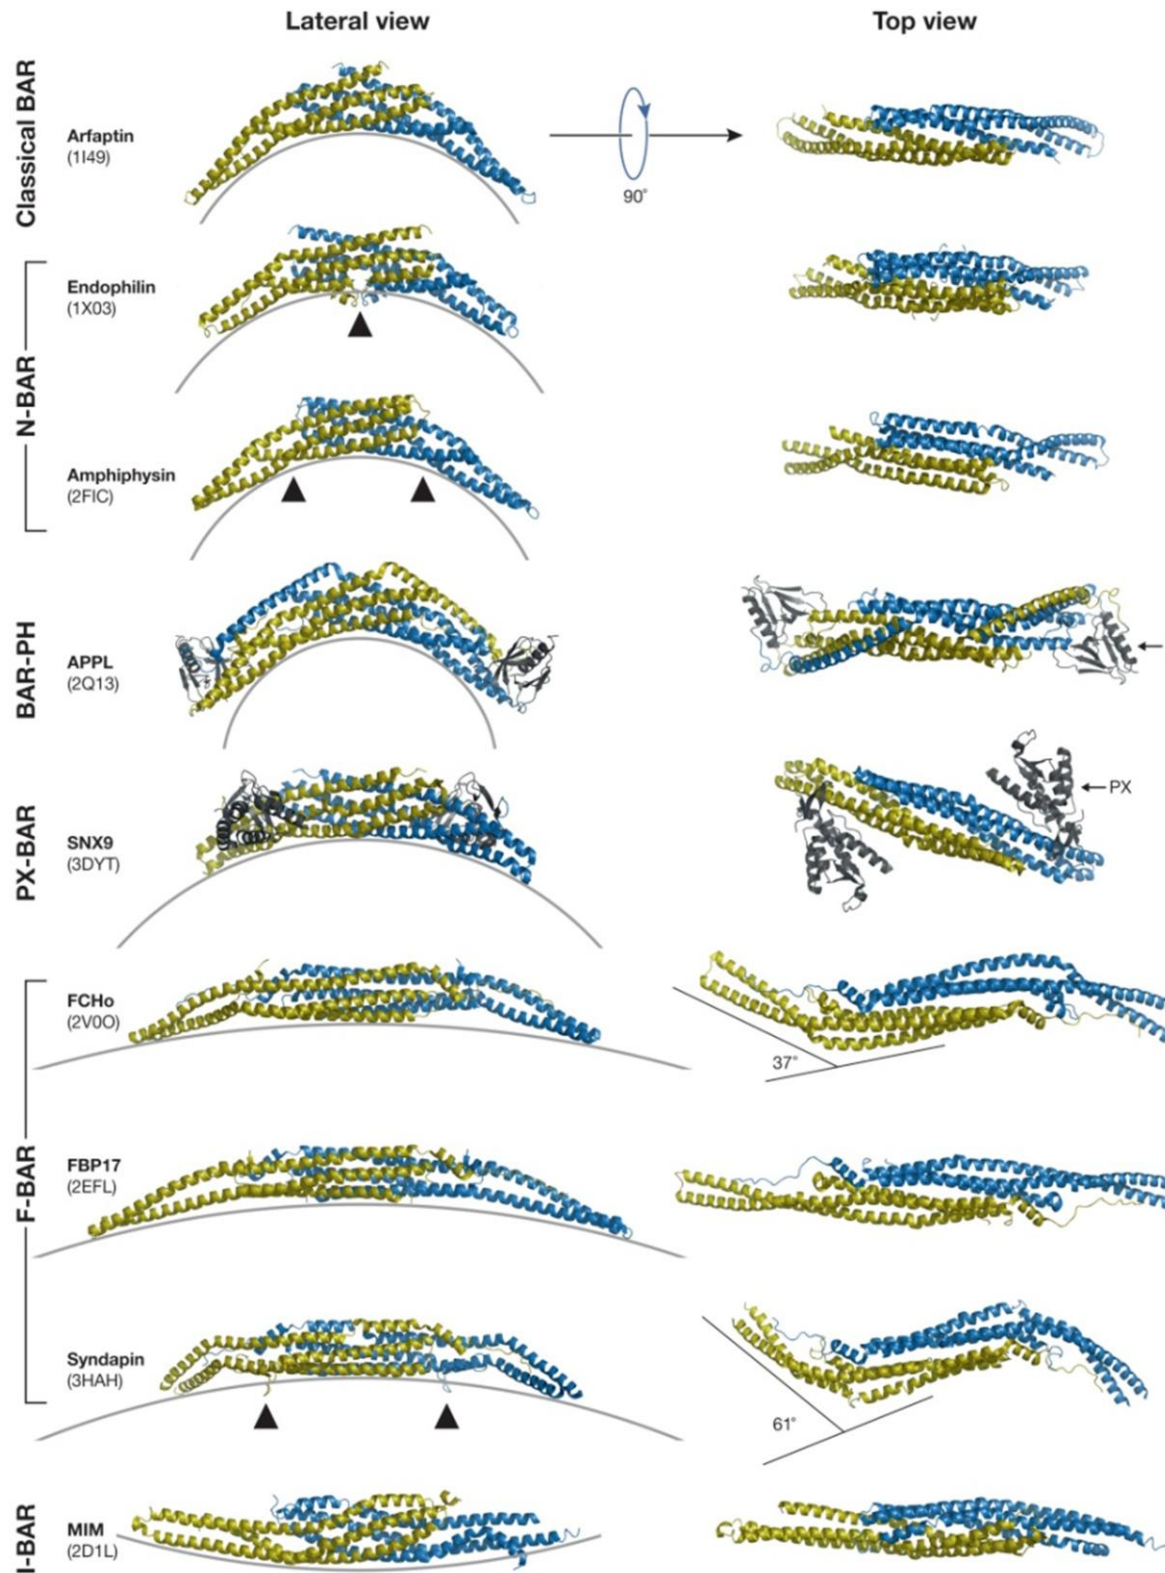 Lateral view
Top view
Classical BAR
Arfaptin
(1I49)
90°
N-BAR
Endophilin
(1X03)
Amphiphysin
(2FIC)
BAR-PH
APPL
(2Q13)
PX-BAR
SNX9
(3DYT)
PX
F-BAR
FCHo
(2V0O)
37°
FBP17
(2EFL)
Syndapin
(3HAH)
61°
I-BAR
MIM
(2D1L)